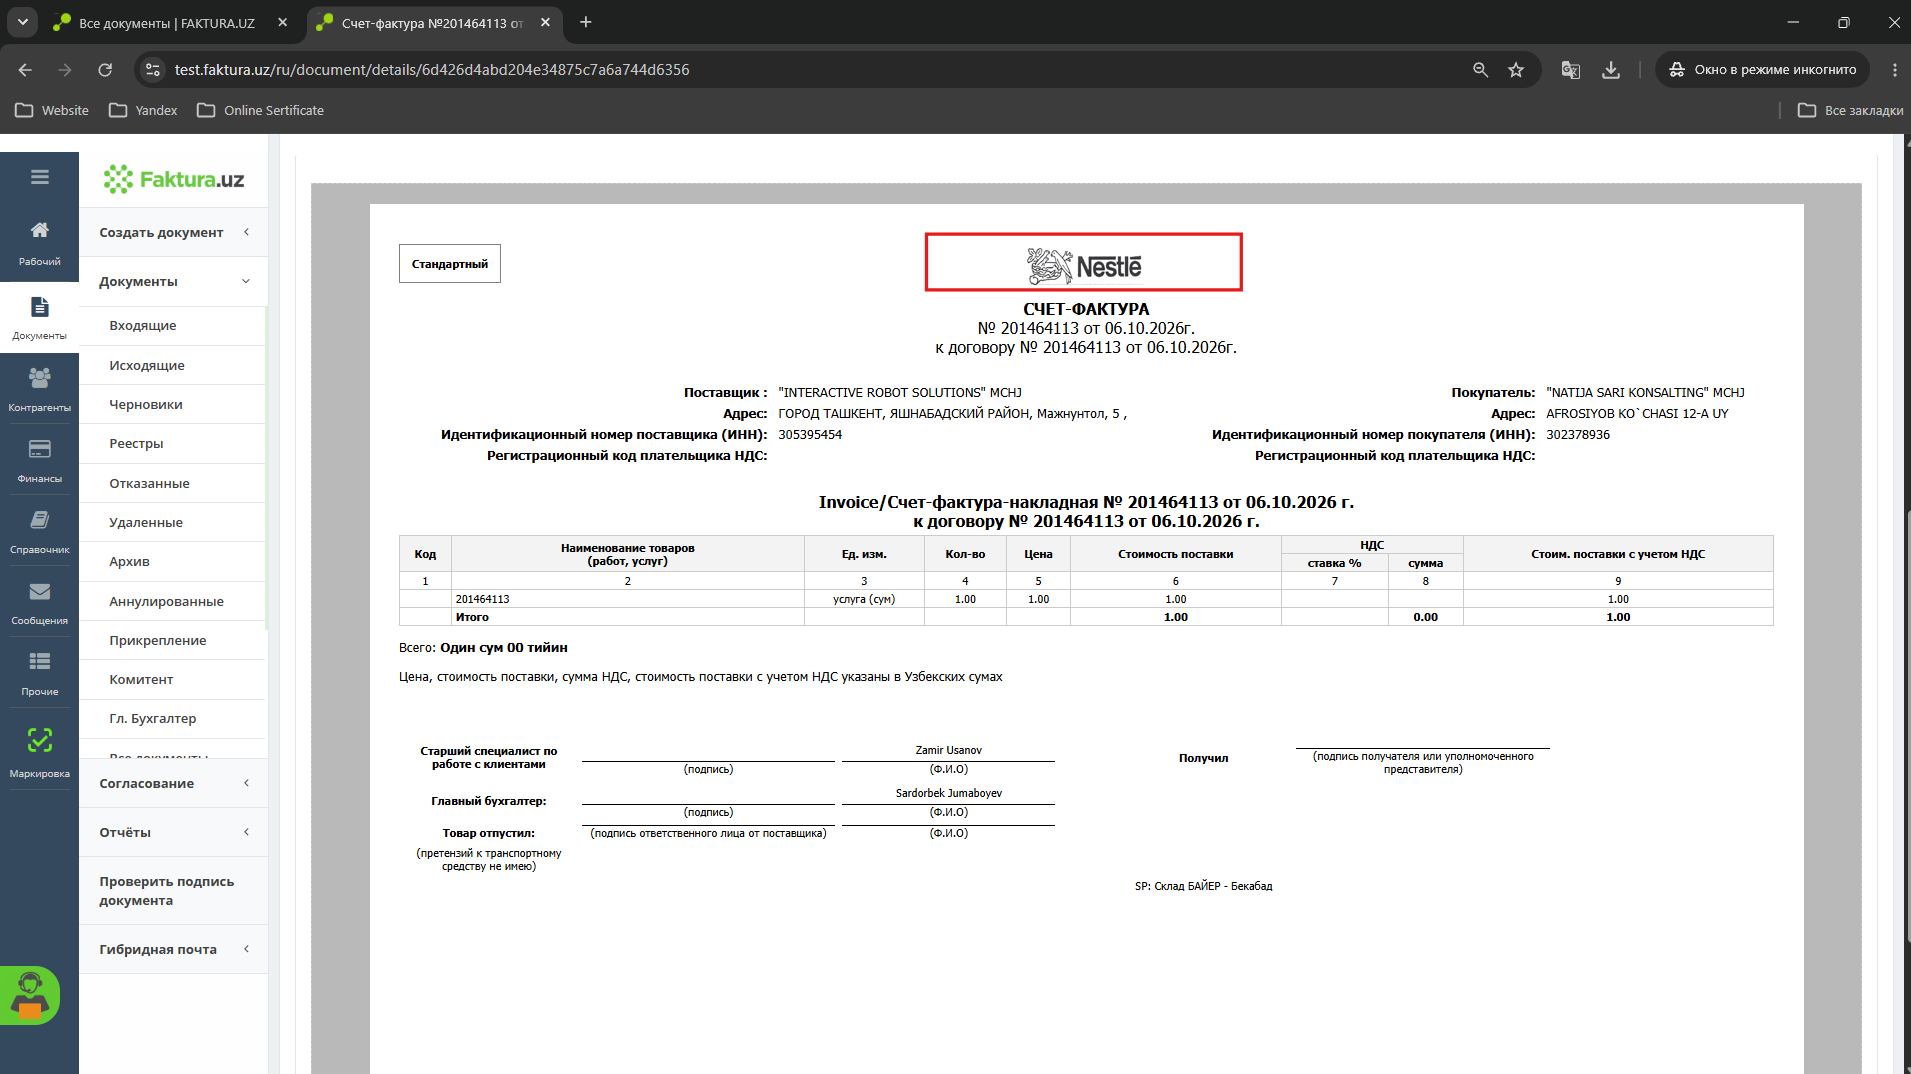 Все документы | FAKTURA.UZ
Счет-фактура №201464113 от
test.faktura.uz/ru/document/details/6d426d4abd204e34875c7a6a744d6356
Окно в режиме инкогнито
Website
Yandex
Online Sertificate
Все закладки
Рабочий
Документы
Контрагенты
Финансы
Справочник
Сообщения
Прочие
Маркировка
Faktura.uz
Создать документ
Документы
Входящие
Исходящие
Черновики
Реестры
Отказанные
Удаленные
Архив
Аннулированные
Прикрепление
Комитент
Гл. Бухгалтер
Все документы
Согласование
Отчёты
Проверить подпись
документа
Гибридная почта
Стандартный
Nestlé
СЧЕТ-ФАКТУРА
№ 201464113 от 06.10.2026г.
к договору № 201464113 от 06.10.2026г.
Поставщик : "INTERACTIVE ROBOT SOLUTIONS" MCHJ
Адрес: ГОРОД ТАШКЕНТ, ЯШНАБАДСКИЙ РАЙОН, Мажнунтол, 5 ,
Идентификационный номер поставщика (ИНН): 305395454
Регистрационный код плательщика НДС:
Покупатель: "NATIJA SARI KONSALTING" MCHJ
Адрес: AFROSIYOB KO`CHASI 12-A UY
Идентификационный номер покупателя (ИНН): 302378936
Регистрационный код плательщика НДС:
Invoice/Счет-фактура-накладная № 201464113 от 06.10.2026 г.
к договору № 201464113 от 06.10.2026 г.
Код Наименование товаров (работ, услуг) Ед. изм. Кол-во Цена Стоимость поставки НДС Стоим. поставки с учетом НДС
ставка % сумма
1 2 3 4 5 6 7 8 9
201464113 услуга (сум) 1.00 1.00 1.00 1.00
Итого 1.00 0.00 1.00
Всего: Один сум 00 тийин
Цена, стоимость поставки, сумма НДС, стоимость поставки с учетом НДС указаны в Узбекских сумах
Старший специалист по
работе с клиентами
(подпись)
Zamir Usanov
(Ф.И.О)
Получил
(подпись получателя или уполномоченного
представителя)
Главный бухгалтер:
(подпись)
Sardorbek Jumaboyev
(Ф.И.О)
Товар отпустил:
(подпись ответственного лица от поставщика)
(Ф.И.О)
(претензий к транспортному
средству не имею)
SP: Склад БАЙЕР - Бекабад